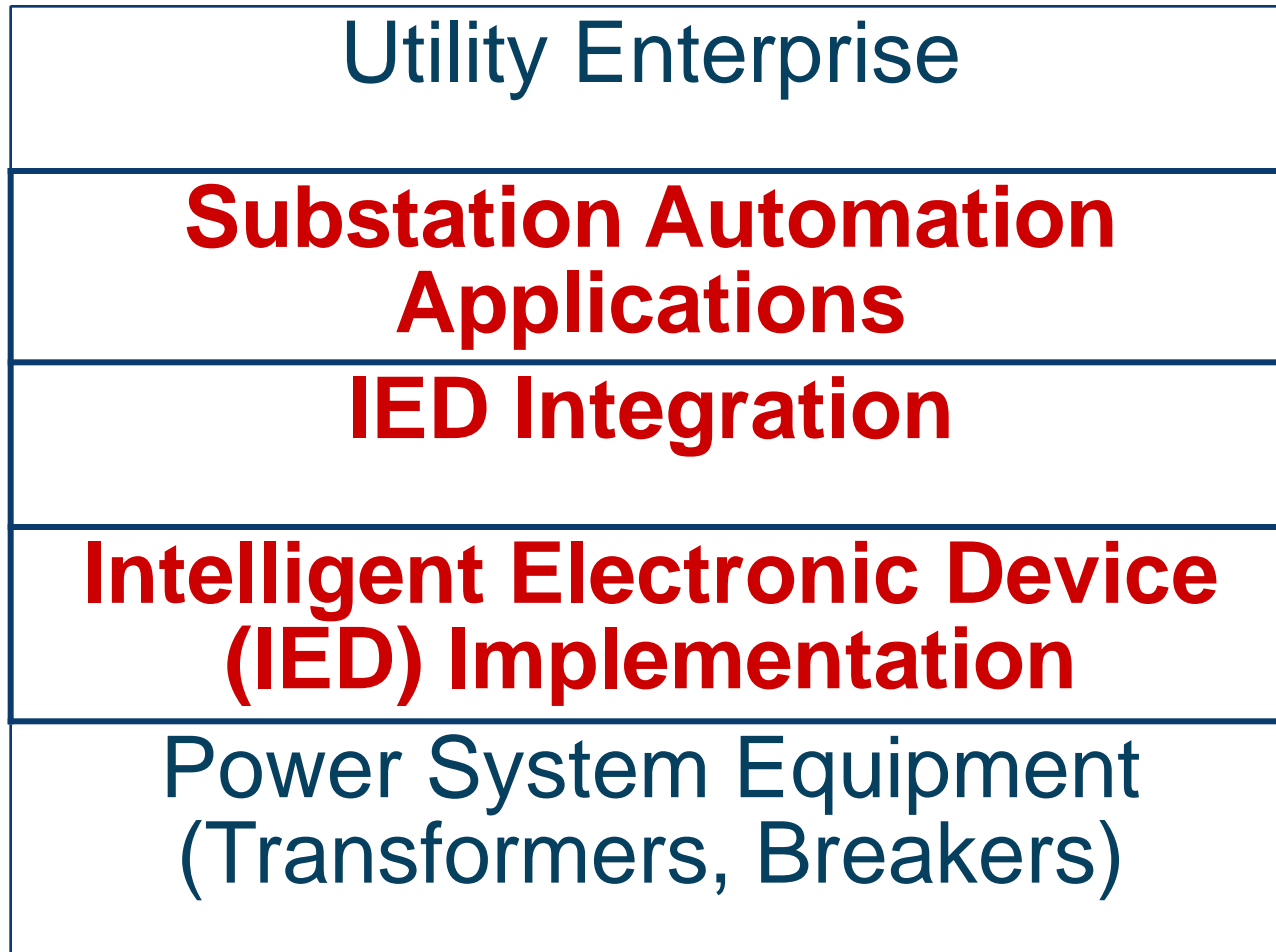 Utility Enterprise
Substation Automation
Applications
IED Integration
Intelligent Electronic Device
(IED) Implementation
Power System Equipment
(Transformers, Breakers)